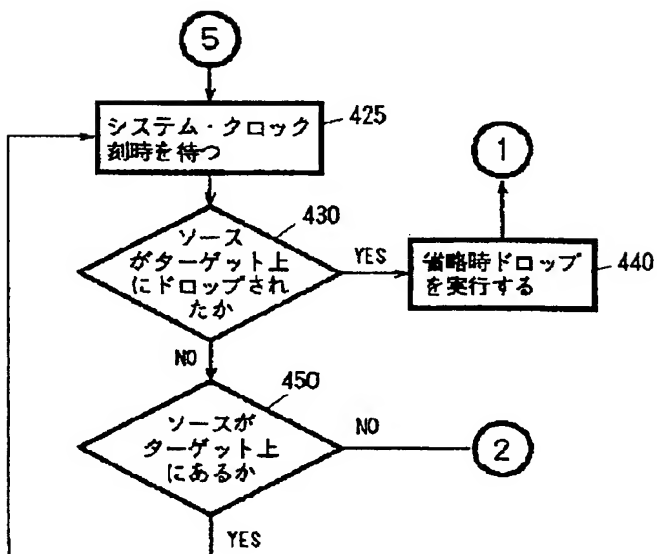 5
システム・クロック
刻時を待つ
425
1
430
ソース
がターゲット上
にドロップされ
たか
YES
省略時ドロップ
を実行する
440
NO
450
ソースが
ターゲット上
にあるか
NO
2
YES